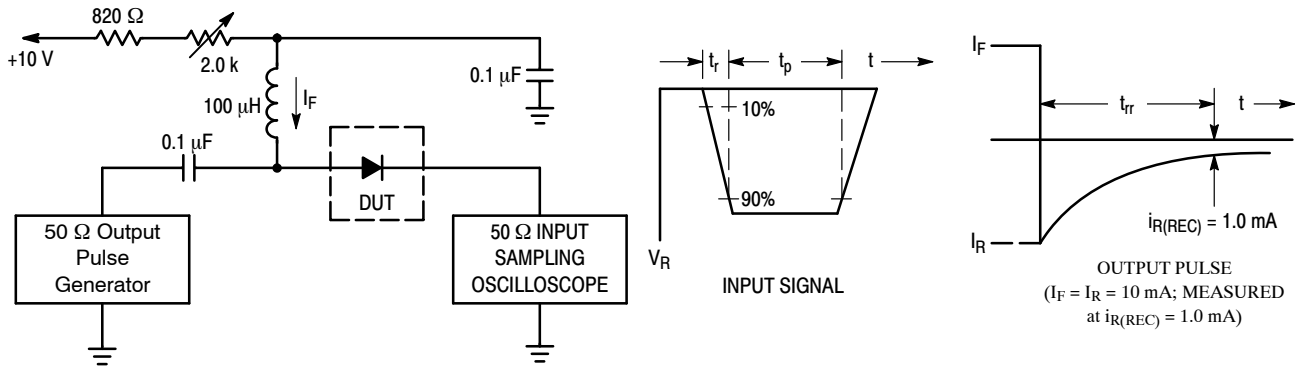 820 Ω
+10 V
2.0 k
100 µH
I_F
0.1 µF
0.1 µF
DUT
50 Ω Output
Pulse
Generator
50 Ω INPUT
SAMPLING
OSCILLOSCOPE
t_r
t_p
t
10%
90%
V_R
INPUT SIGNAL
I_F
t_rr
t
I_R
i_R(REC) = 1.0 mA
OUTPUT PULSE
(I_F = I_R = 10 mA; MEASURED
at i_R(REC) = 1.0 mA)